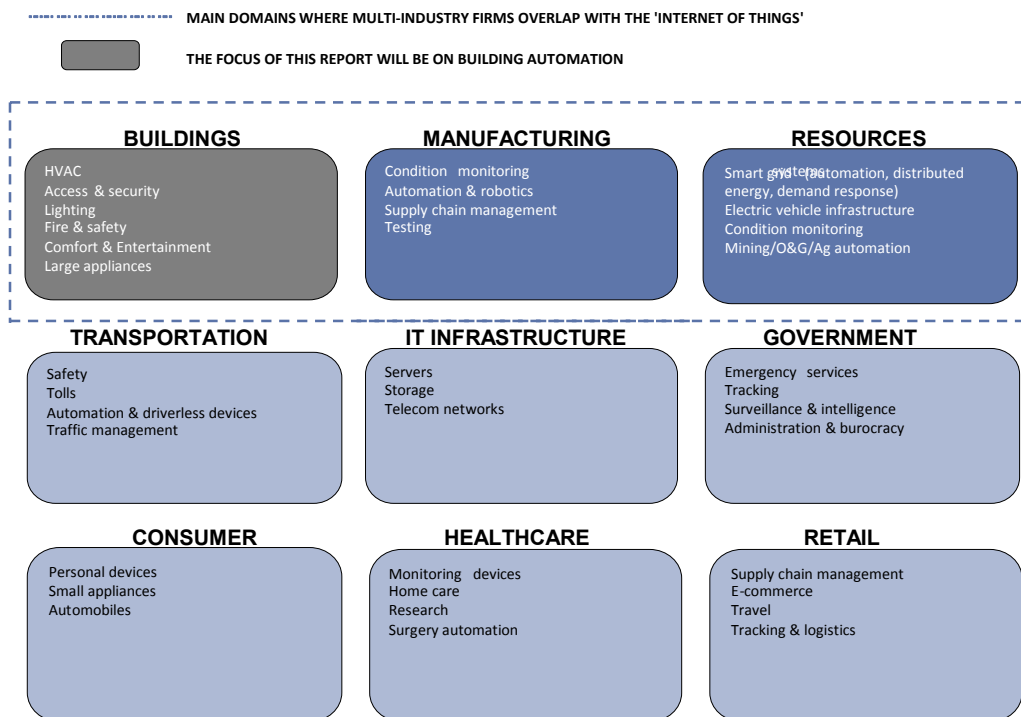 MAIN DOMAINS WHERE MULTI-INDUSTRY FIRMS OVERLAP WITH THE 'INTERNET OF THINGS'
THE FOCUS OF THIS REPORT WILL BE ON BUILDING AUTOMATION
BUILDINGS
HVAC
Access & security
Lighting
Fire & safety
Comfort & Entertainment
Large appliances
MANUFACTURING
Condition monitoring
Automation & robotics
Supply chain management
Testing
RESOURCES
systems
Smart grid (automation, distributed
energy, demand response)
Electric vehicle infrastructure
Condition monitoring
Mining/O&G/Ag automation
TRANSPORTATION
Safety
Tolls
Automation & driverless devices
Traffic management
IT INFRASTRUCTURE
Servers
Storage
Telecom networks
GOVERNMENT
Emergency services
Tracking
Surveillance & intelligence
Administration & burocracy
CONSUMER
Personal devices
Small appliances
Automobiles
HEALTHCARE
Monitoring devices
Home care
Research
Surgery automation
RETAIL
Supply chain management
E-commerce
Travel
Tracking & logistics